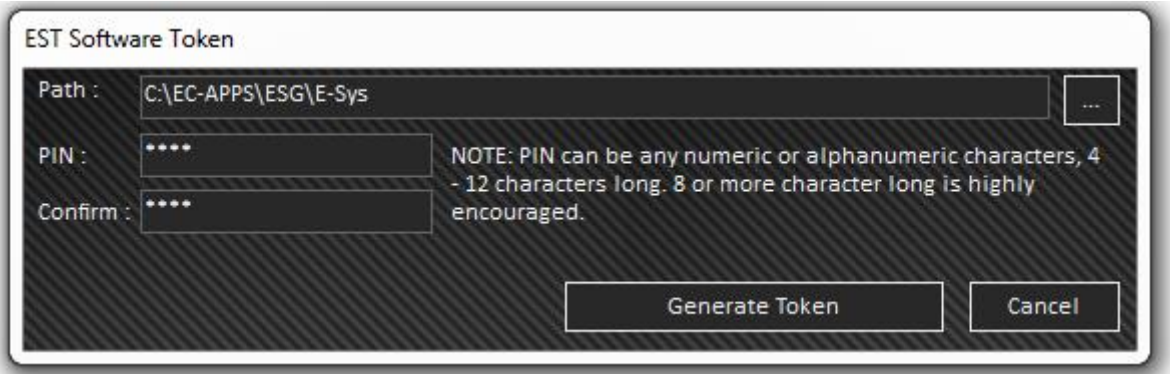 EST Software Token
Path :
C:\EC-APPS\ESG\E-Sys
...
PIN :
****
NOTE: PIN can be any numeric or alphanumeric characters, 4
- 12 characters long. 8 or more character long is highly
encouraged.
Confirm :
****
Generate Token
Cancel